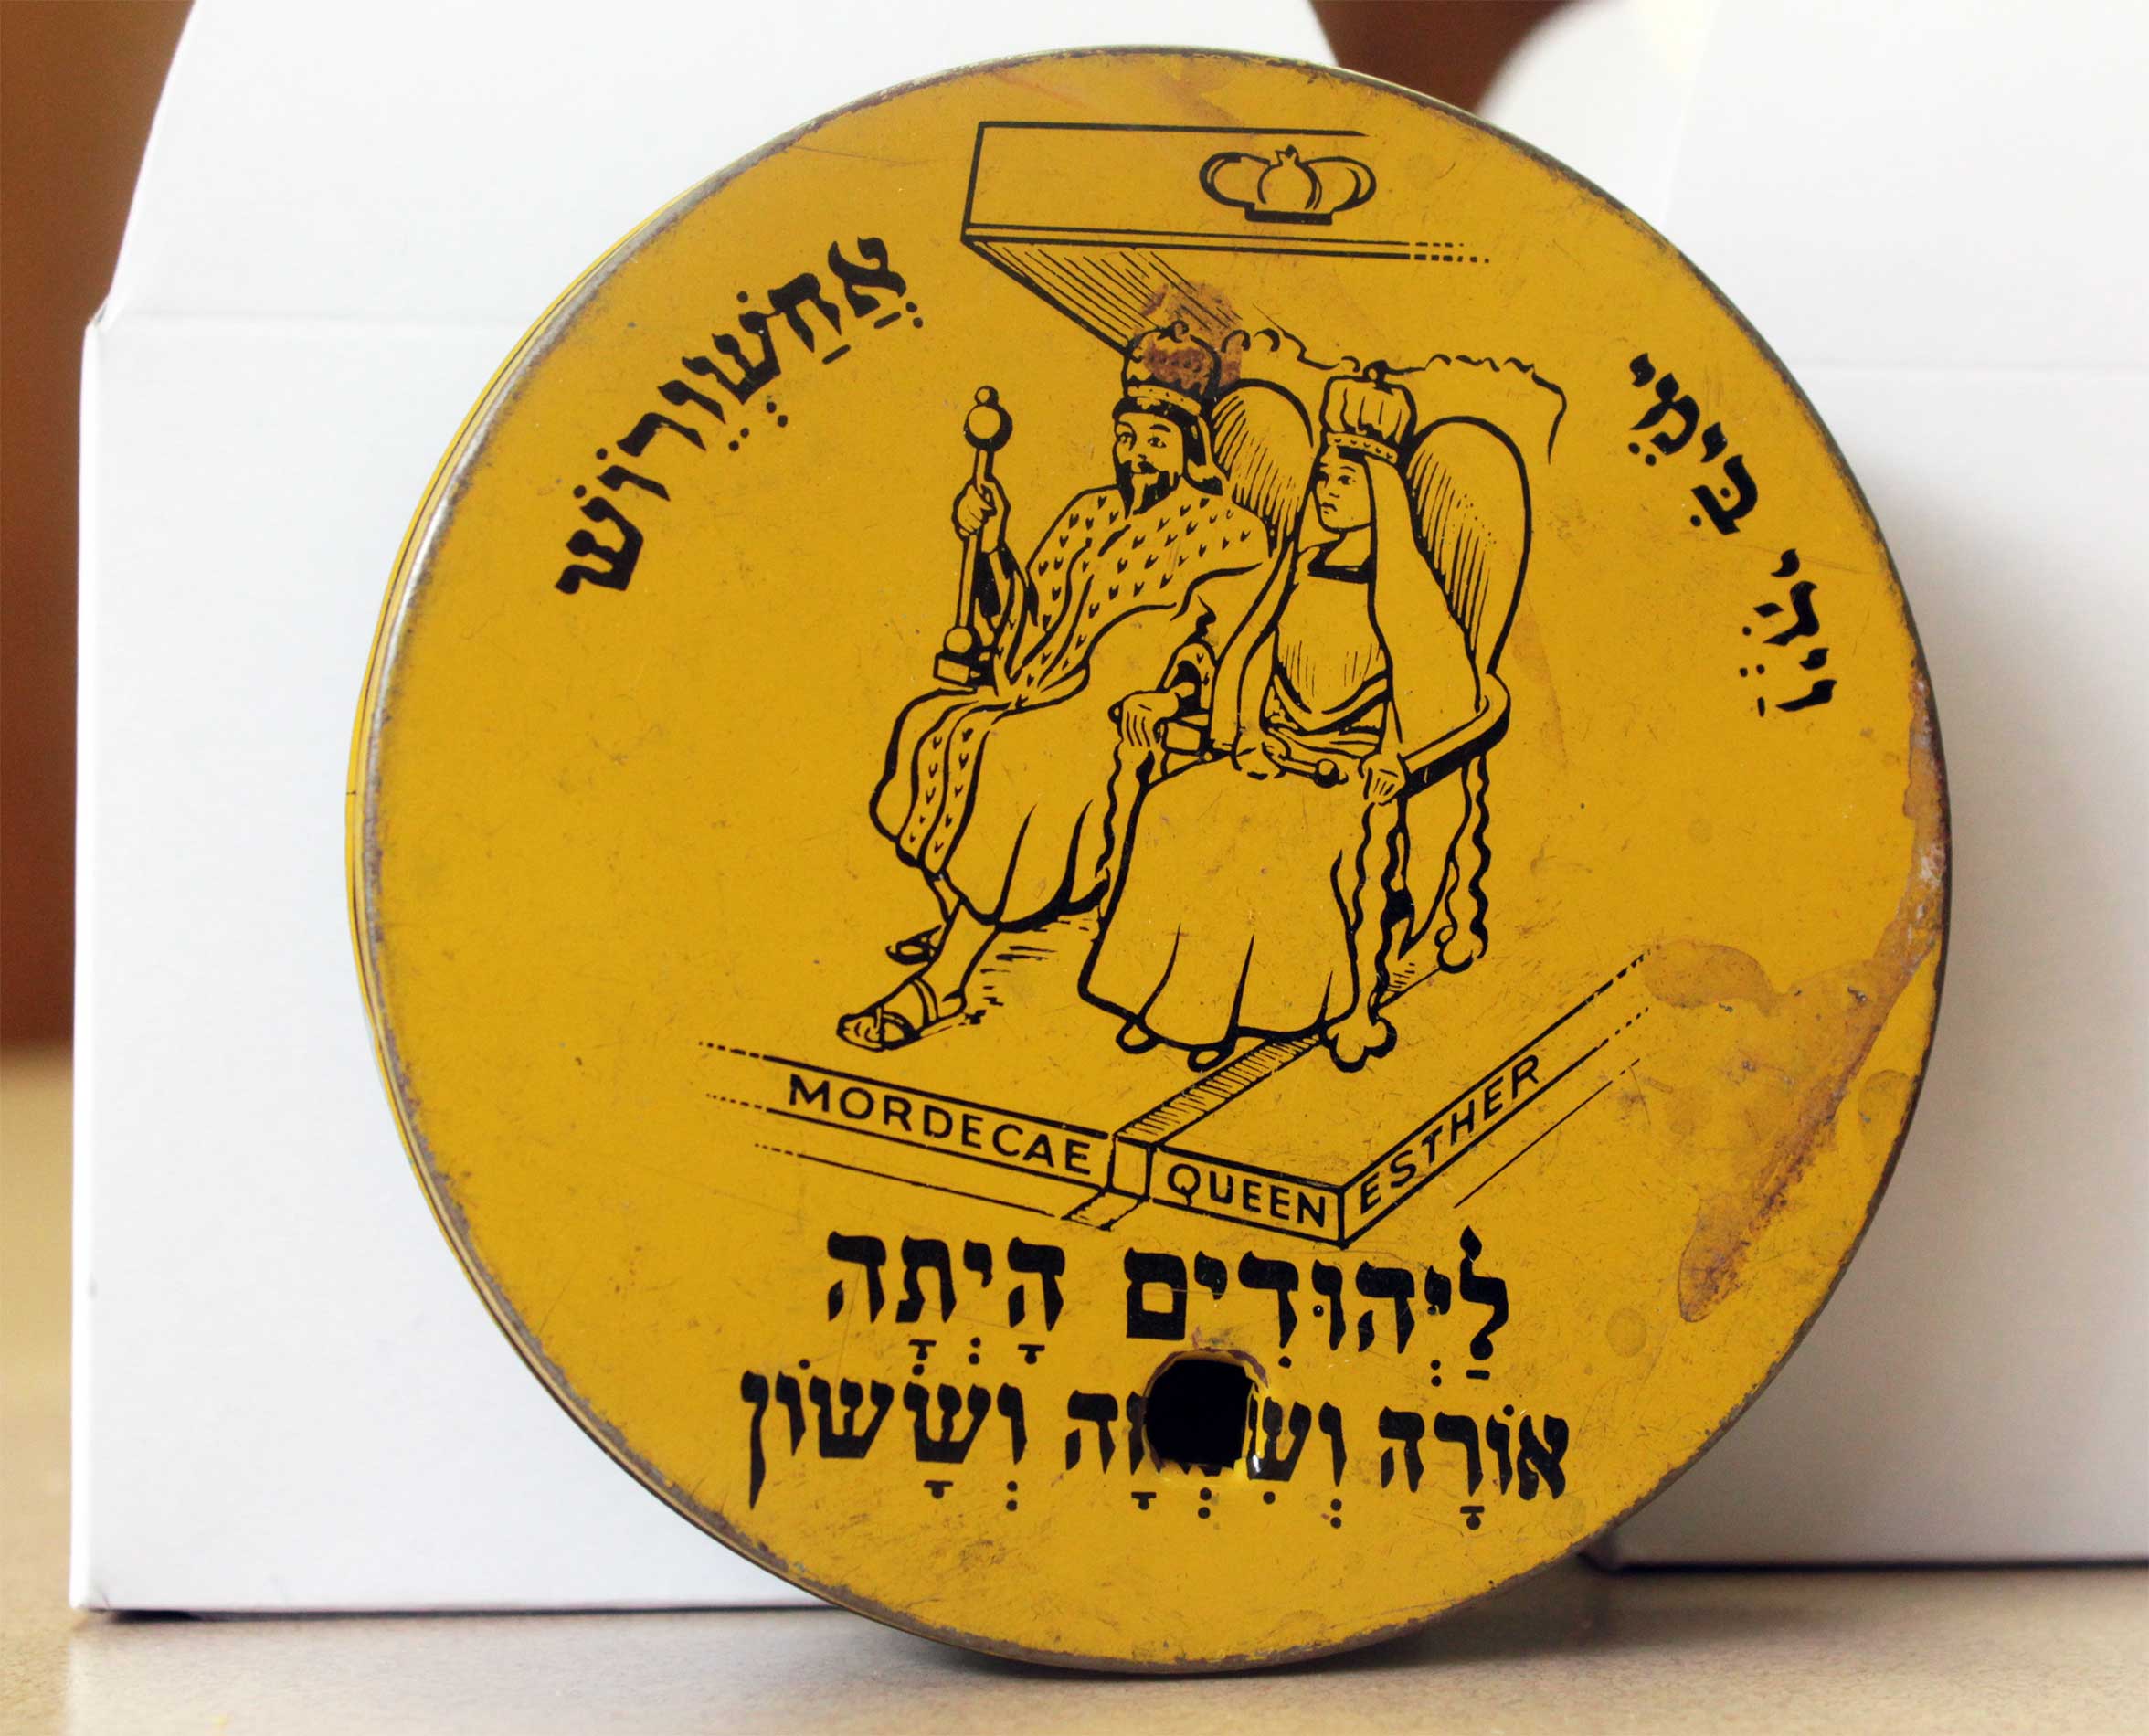 וַיְהִי בִּימֵי אֲחַשְׁוֵרוֹשׁ
MORDECAE
QUEEN ESTHER
לַיְּהוּדִים הָיְתָה
אוֹרָה וְשָׂשׂוֹן